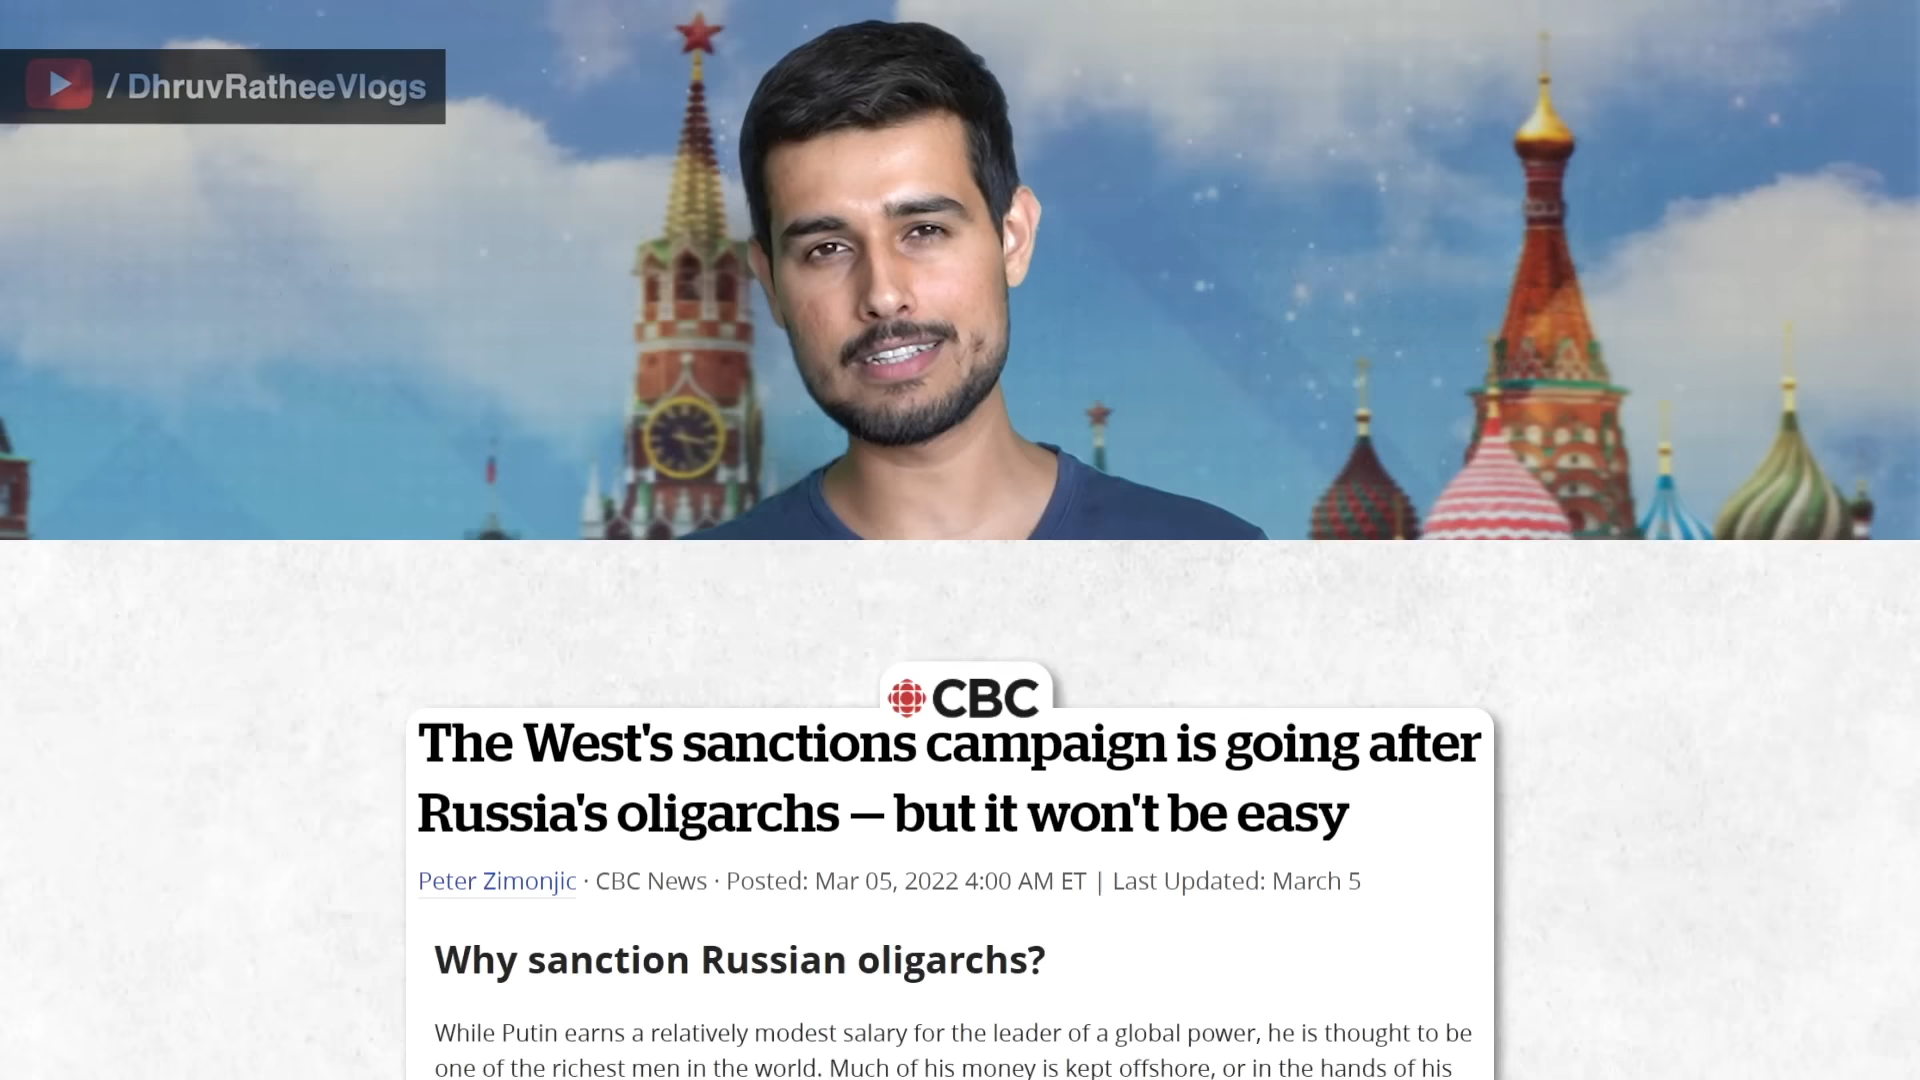 / DhruvRatheeVlogs
CBC
The West's sanctions campaign is going after
Russia's oligarchs — but it won't be easy
Peter Zimonjic · CBC News · Posted: Mar 05, 2022 4:00 AM ET | Last Updated: March 5
Why sanction Russian oligarchs?
While Putin earns a relatively modest salary for the leader of a global power, he is thought to be
one of the richest men in the world. Much of his money is kept offshore, or in the hands of his